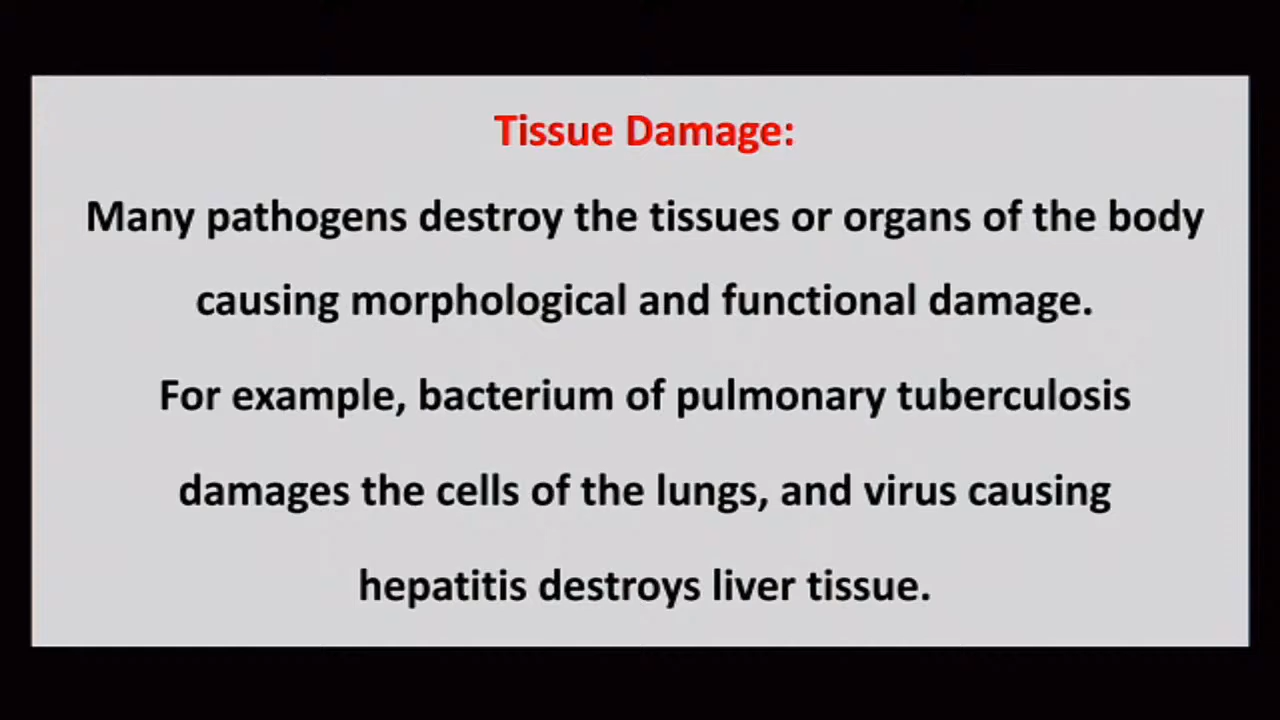 Tissue Damage:
Many pathogens destroy the tissues or organs of the body
causing morphological and functional damage.
For example, bacterium of pulmonary tuberculosis
damages the cells of the lungs, and virus causing
hepatitis destroys liver tissue.